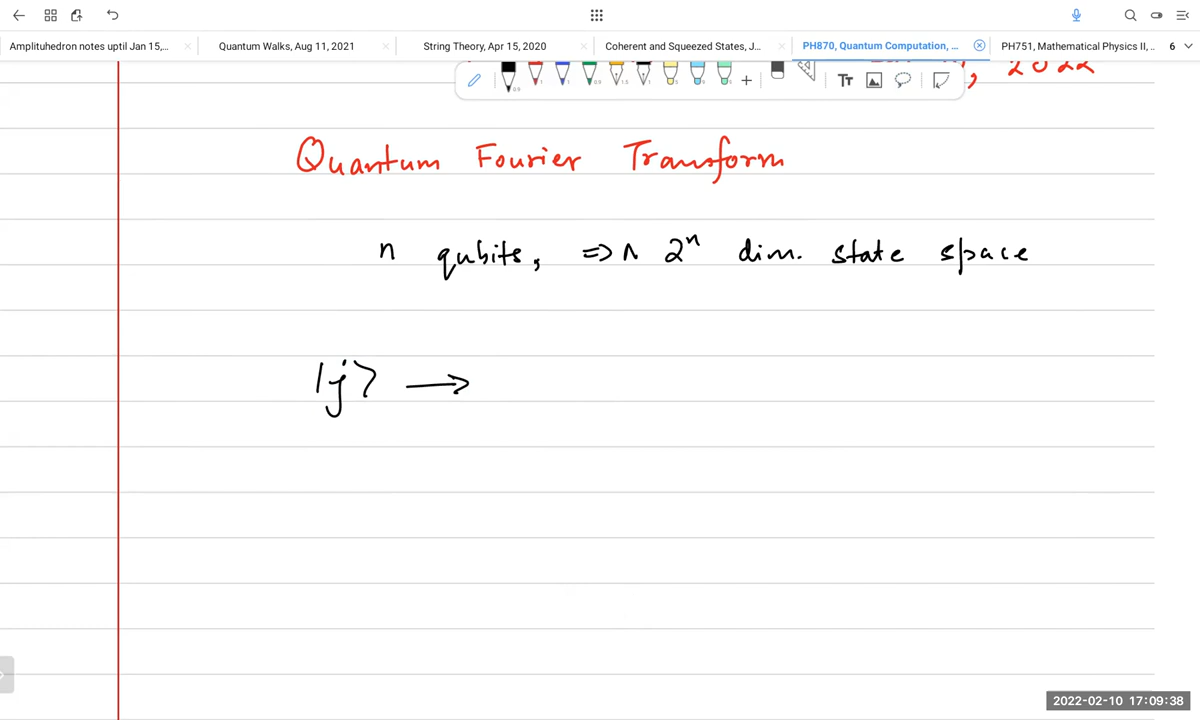 Amplituhedron notes uptil Jan 15,...
Quantum Walks, Aug 11, 2021
String Theory, Apr 15, 2020
Coherent and Squeezed States, J...
PH870, Quantum Computation, ...
PH751, Mathematical Physics II, ..
6
, 2022
Quantum Fourier Transform
n qubits, => A 2^n dim. state space
|j> →
2022-02-10 17:09:38